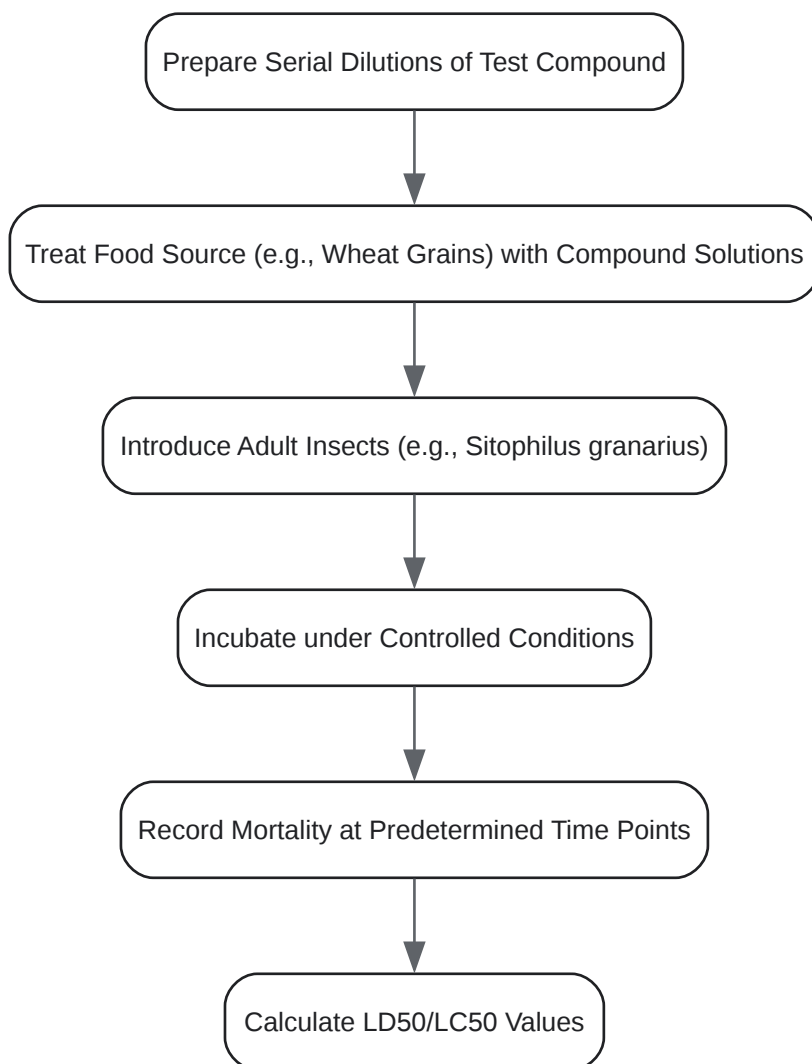 Prepare Serial Dilutions of Test Compound
Treat Food Source (e.g., Wheat Grains) with Compound Solutions
Introduce Adult Insects (e.g., Sitophilus granarius)
Incubate under Controlled Conditions
Record Mortality at Predetermined Time Points
Calculate LD50/LC50 Values